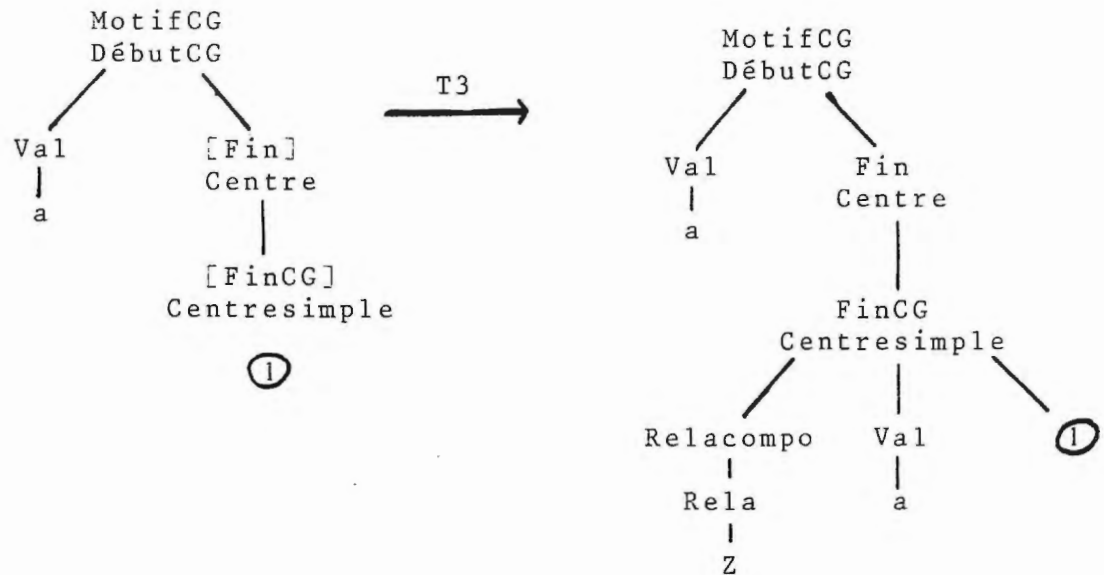 MotifCG
DébutCG
Val
a
[Fin]
Centre
[FinCG]
Centresimple
1
T3
MotifCG
DébutCG
Val
a
Fin
Centre
FinCG
Centresimple
Relacompo
Val
1
Rela
a
Z